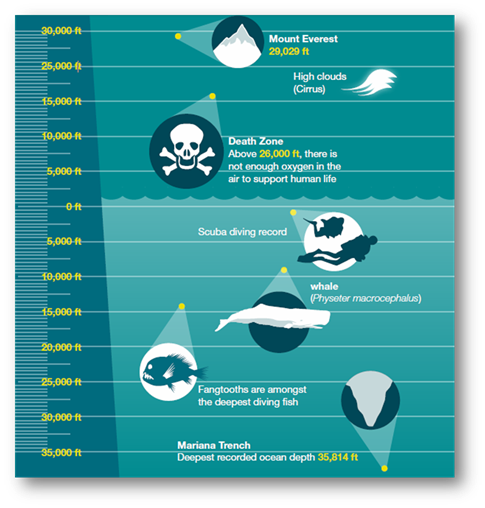 30,000 ft
Mount Everest
29,029 ft
25,000 ft
High clouds
(Cirrus)
15,000 ft
10,000 ft
Death Zone
Above 26,000 ft, there is
not enough oxygen in the
air to support human life
5,000 ft
0 ft
Scuba diving record
5,000 ft
10,000 ft
whale
(Physeter macrocephalus)
15,000 ft
20,000 ft
25,000 ft
Fangtooths are amongst
the deepest diving fish
30,000 ft
Mariana Trench
Deepest recorded ocean depth 35,814 ft
35,000 ft